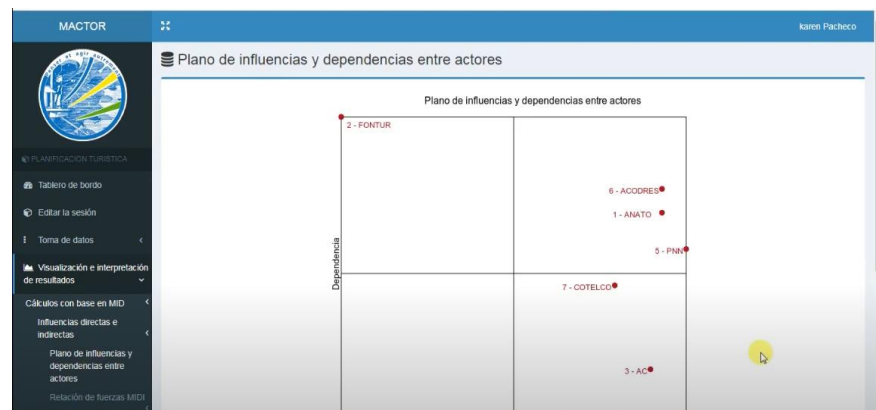 MACTOR
karen Pacheco
Plano de influencias y dependencias entre actores
Plano de influencias y dependencias entre actores
2 - FONTUR
6 - ACODRES
1 - ANATO
5 - PNN
Dependencia
7 - COTELCO
3 - AC
PLANIFICACION TURISTICA
Tablero de bordo
Editar la sesión
Toma de datos
Visualización e interpretación
de resultados
Cálculos con base en MID
Influencias directas e
indirectas
Plano de influencias y
dependencias entre
actores
Relación de fuerzas MIDI